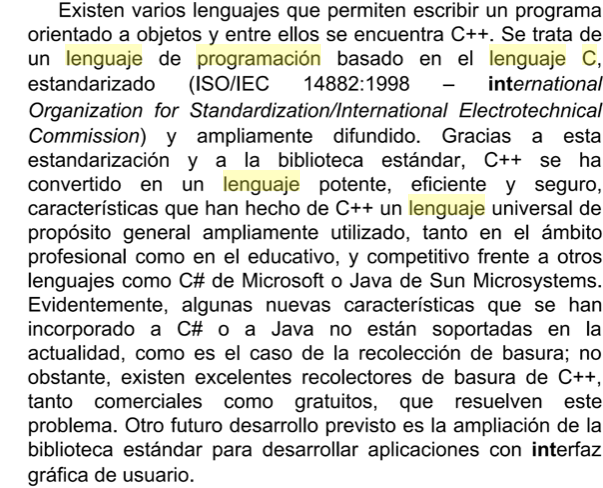 Existen varios lenguajes que permiten escribir un programa
orientado a objetos y entre ellos se encuentra C++. Se trata de
un lenguaje de programación basado en el lenguaje C,
estandarizado (ISO/IEC 14882:1998 – international
Organization for Standardization/International Electrotechnical
Commission) y ampliamente difundido. Gracias a esta
estandarización y a la biblioteca estándar, C++ se ha
convertido en un lenguaje potente, eficiente y seguro,
características que han hecho de C++ un lenguaje universal de
propósito general ampliamente utilizado, tanto en el ámbito
profesional como en el educativo, y competitivo frente a otros
lenguajes como C# de Microsoft o Java de Sun Microsystems.
Evidentemente, algunas nuevas características que se han
incorporado a C# o a Java no están soportadas en la
actualidad, como es el caso de la recolección de basura; no
obstante, existen excelentes recolectores de basura de C++,
tanto comerciales como gratuitos, que resuelven este
problema. Otro futuro desarrollo previsto es la ampliación de la
biblioteca estándar para desarrollar aplicaciones con interfaz
gráfica de usuario.